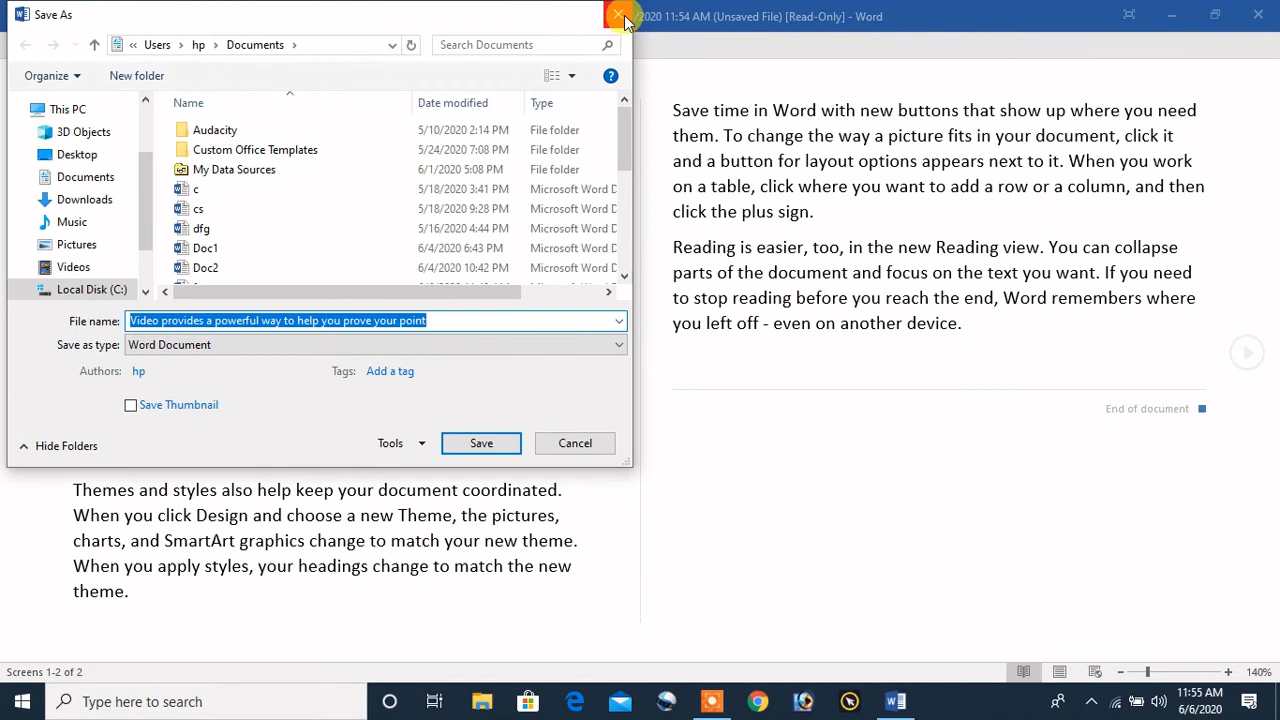 Save As
/2020 11:54 AM (Unsaved File) [Read-Only] - Word
« Users › hp › Documents ›
Search Documents
Organize
New folder
Name
Date modified
Type
This PC
3D Objects
Desktop
Documents
Downloads
Music
Pictures
Videos
Local Disk (C:)
Audacity 5/10/2020 2:14 PM File folder
Custom Office Templates 5/24/2020 7:08 PM File folder
My Data Sources 6/1/2020 5:08 PM File folder
c 5/18/2020 3:41 PM Microsoft Word D
cs 5/18/2020 9:28 PM Microsoft Word D
dfg 5/16/2020 4:44 PM Microsoft Word D
Doc1 6/4/2020 6:43 PM Microsoft Word D
Doc2 6/4/2020 10:42 PM Microsoft Word D
File name: Video provides a powerful way to help you prove your point
Save as type: Word Document
Authors: hp
Tags: Add a tag
Save Thumbnail
Hide Folders
Tools
Save
Cancel
Themes and styles also help keep your document coordinated.
When you click Design and choose a new Theme, the pictures,
charts, and SmartArt graphics change to match your new theme.
When you apply styles, your headings change to match the new
theme.
Save time in Word with new buttons that show up where you need
them. To change the way a picture fits in your document, click it
and a button for layout options appears next to it. When you work
on a table, click where you want to add a row or a column, and then
click the plus sign.
Reading is easier, too, in the new Reading view. You can collapse
parts of the document and focus on the text you want. If you need
to stop reading before you reach the end, Word remembers where
you left off - even on another device.
End of document
Screens 1-2 of 2
140%
Type here to search
11:55 AM
6/6/2020